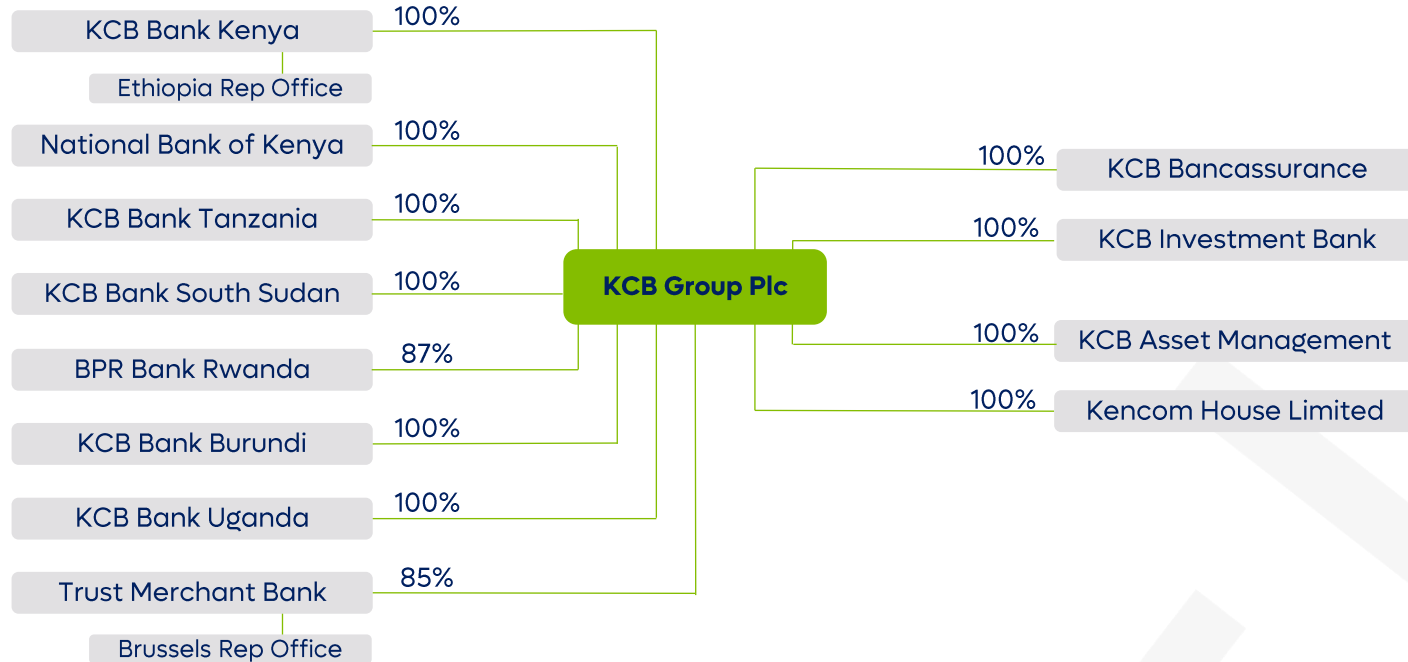 KCB Bank Kenya
100%
Ethiopia Rep Office
National Bank of Kenya
100%
KCB Bank Tanzania
100%
KCB Bank South Sudan
100%
BPR Bank Rwanda
87%
KCB Bank Burundi
100%
KCB Bank Uganda
100%
Trust Merchant Bank
85%
Brussels Rep Office
KCB Group Plc
100%
KCB Bancassurance
100%
KCB Investment Bank
100%
KCB Asset Management
100%
Kencom House Limited